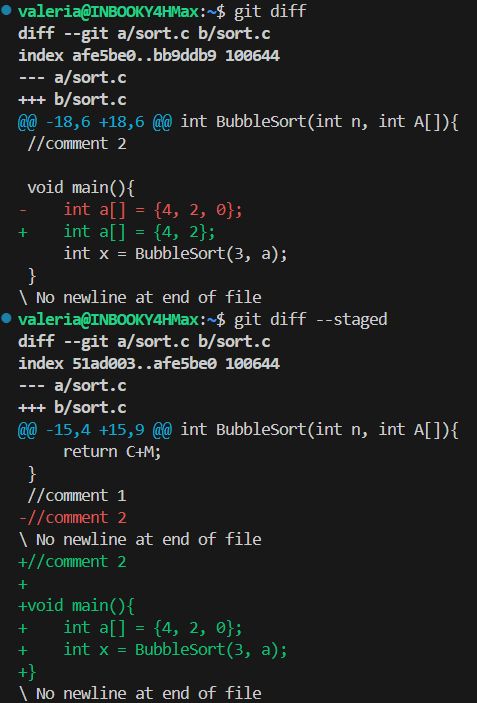 valeria@INBOOKY4HMax:~$ git diff
diff --git a/sort.c b/sort.c
index afe5be0..bb9ddb9 100644
--- a/sort.c
+++ b/sort.c
@@ -18,6 +18,6 @@ int BubbleSort(int n, int A[]){
 //comment 2

 void main(){
-    int a[] = {4, 2, 0};
+    int a[] = {4, 2};
     int x = BubbleSort(3, a);
 }
\ No newline at end of file
valeria@INBOOKY4HMax:~$ git diff --staged
diff --git a/sort.c b/sort.c
index 51ad003..afe5be0 100644
--- a/sort.c
+++ b/sort.c
@@ -15,4 +15,9 @@ int BubbleSort(int n, int A[]){
     return C+M;
 }
 //comment 1
-//comment 2
\ No newline at end of file
+//comment 2
+
+void main(){
+    int a[] = {4, 2, 0};
+    int x = BubbleSort(3, a);
+}
\ No newline at end of file